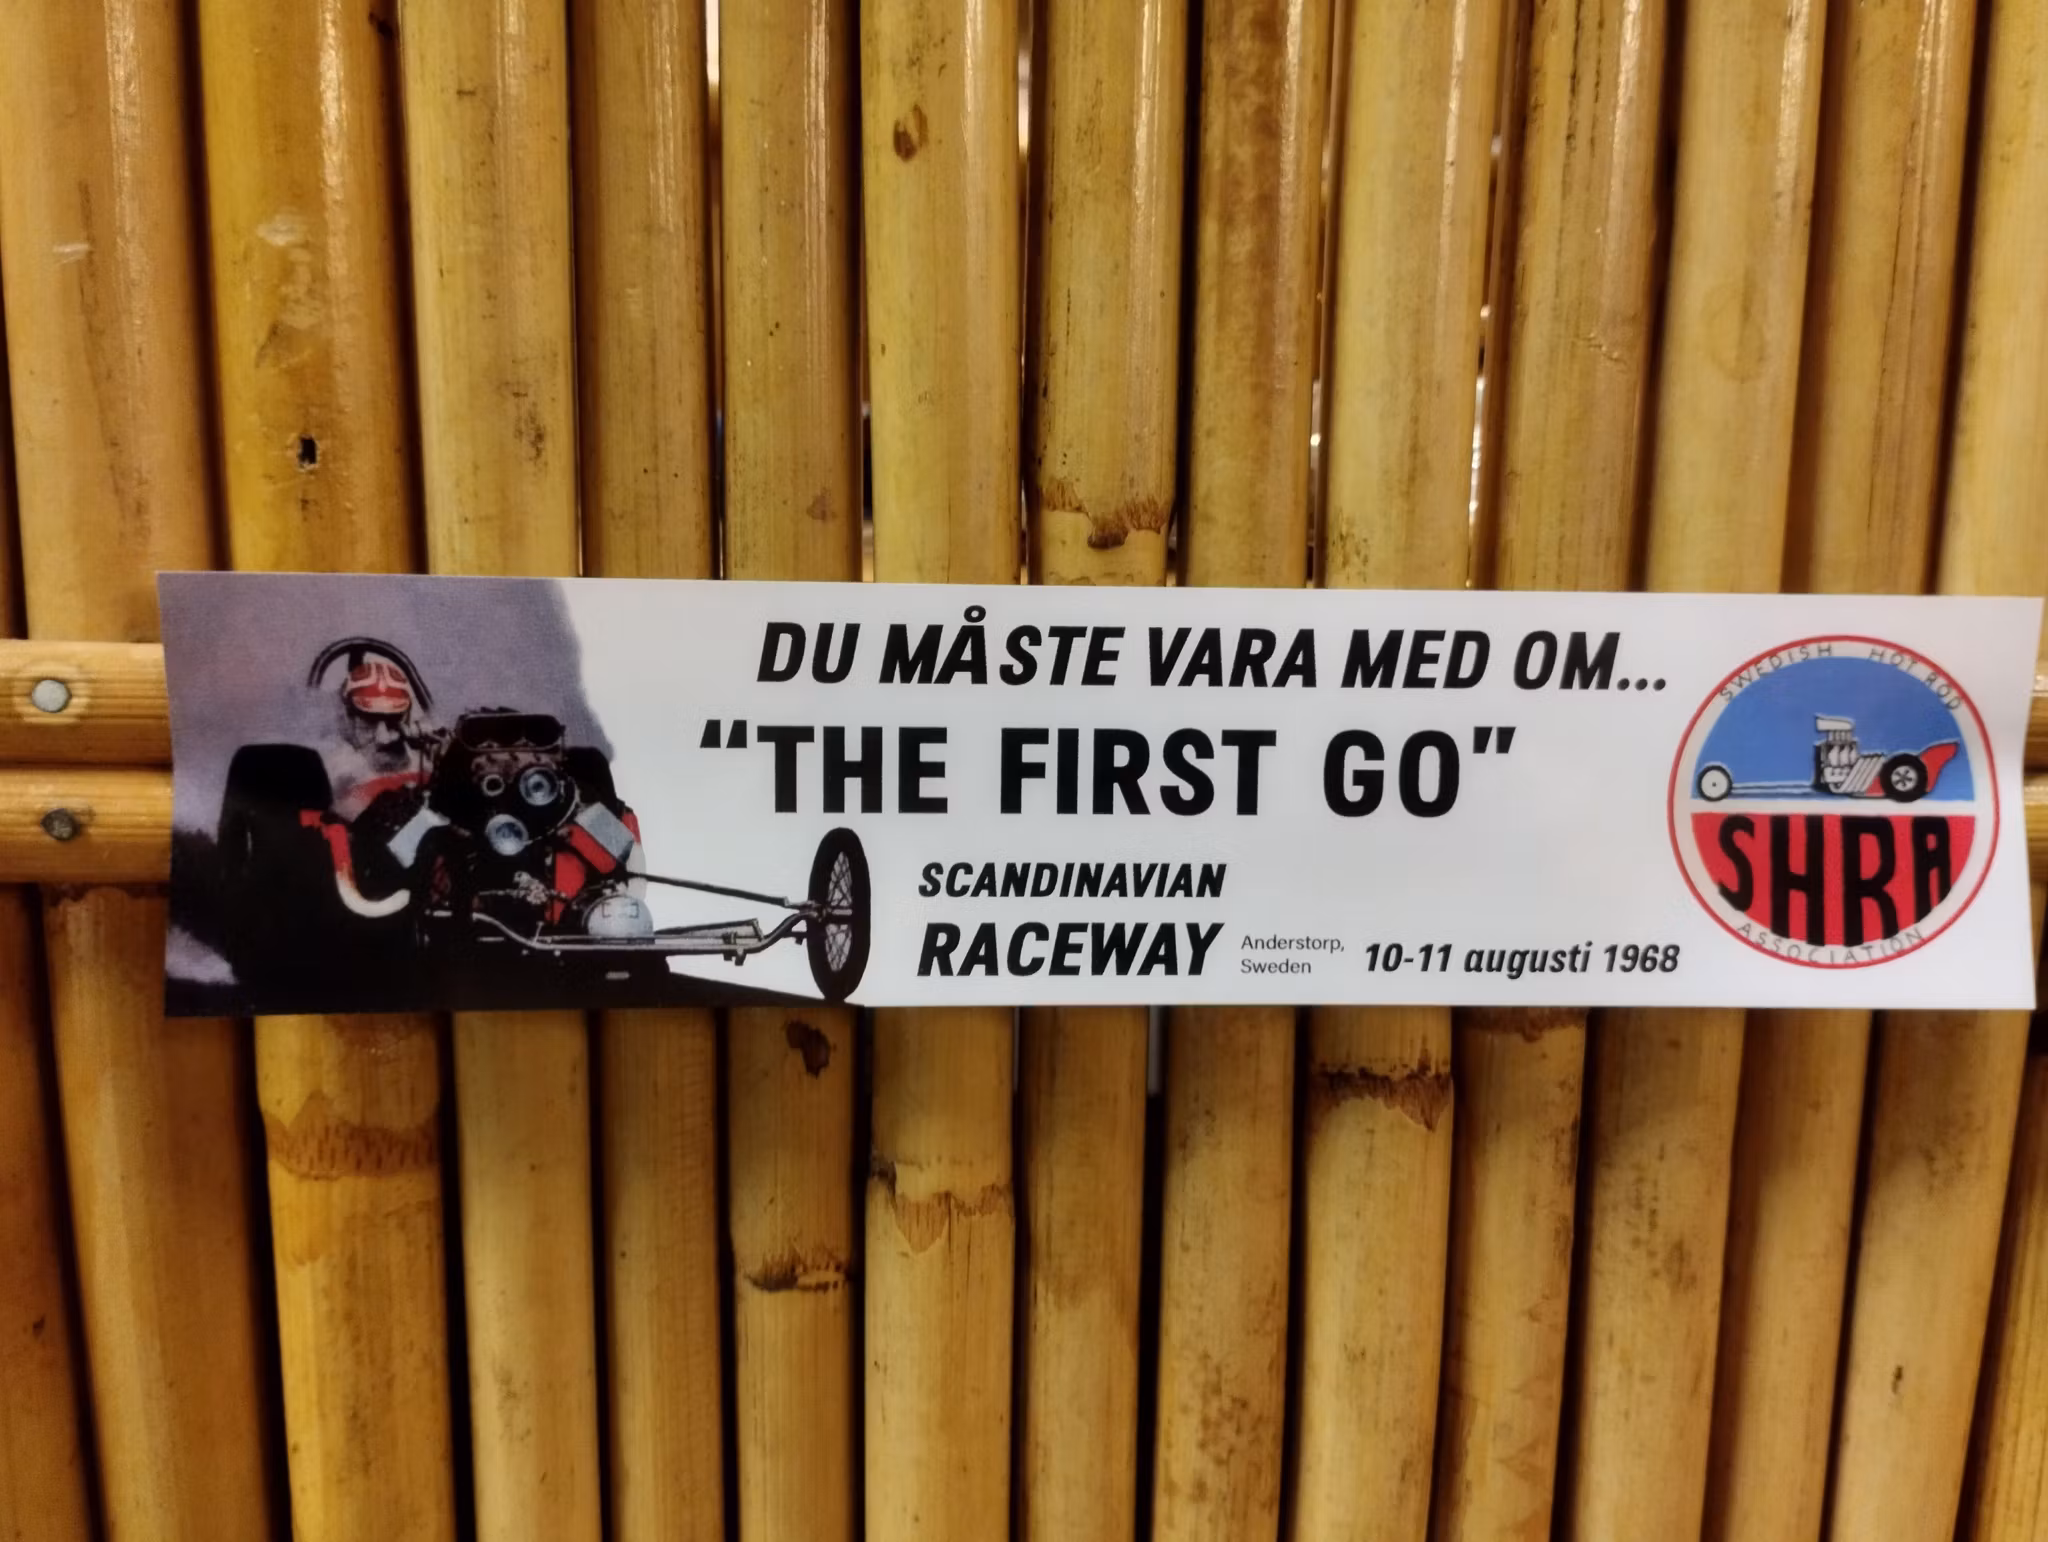 DU MÅSTE VARA MED OM...
“THE FIRST GO”
SCANDINAVIAN
RACEWAY
Anderstorp,
Sweden
10-11 augusti 1968
SWEDISH HOT ROD
SHRA
ASSOCIATION